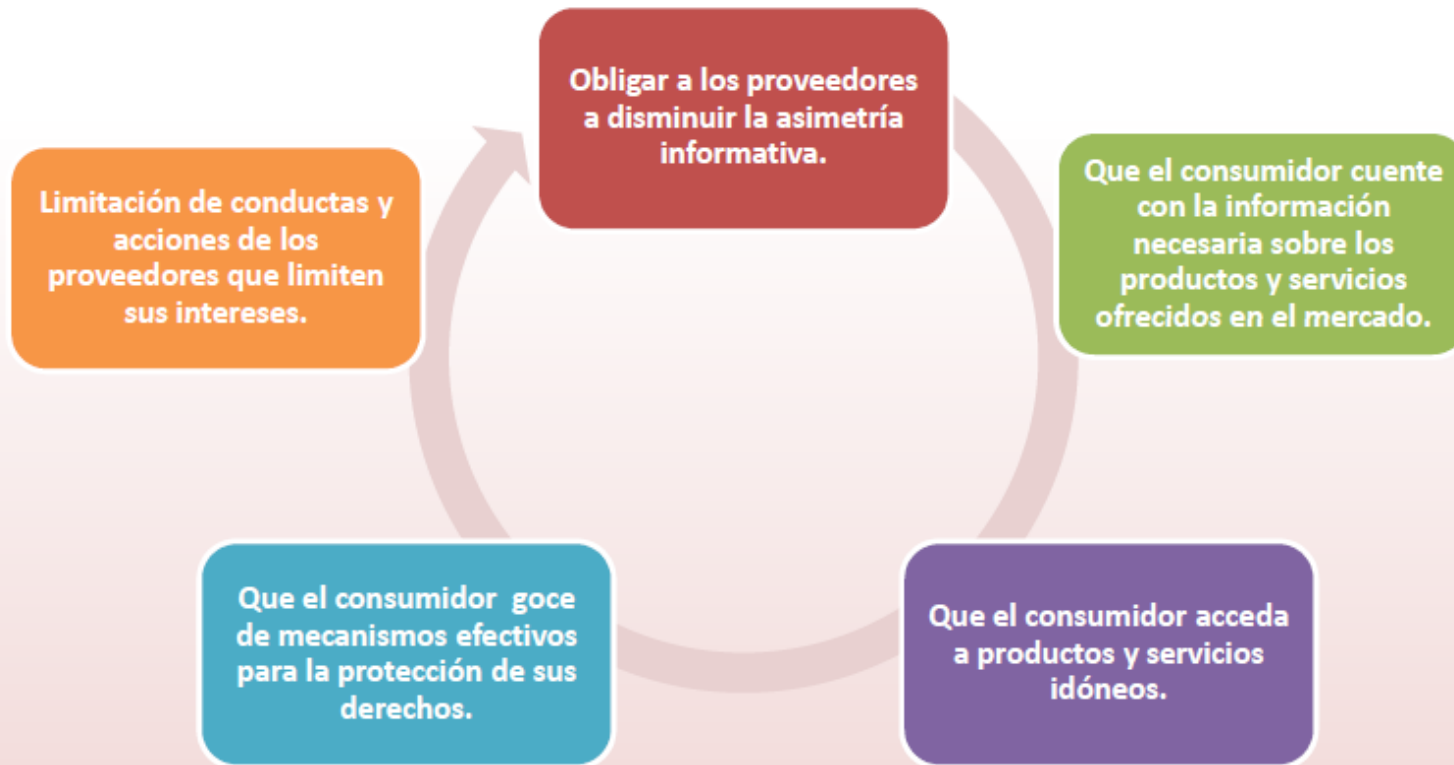 Obligar a los proveedores
a disminuir la asimetría
informativa.
Que el consumidor cuente
con la información
necesaria sobre los
productos y servicios
ofrecidos en el mercado.
Que el consumidor acceda
a productos y servicios
idóneos.
Que el consumidor  goce
de mecanismos efectivos
para la protección de sus
derechos.
Limitación de conductas y
acciones de los
proveedores que limiten
sus intereses.